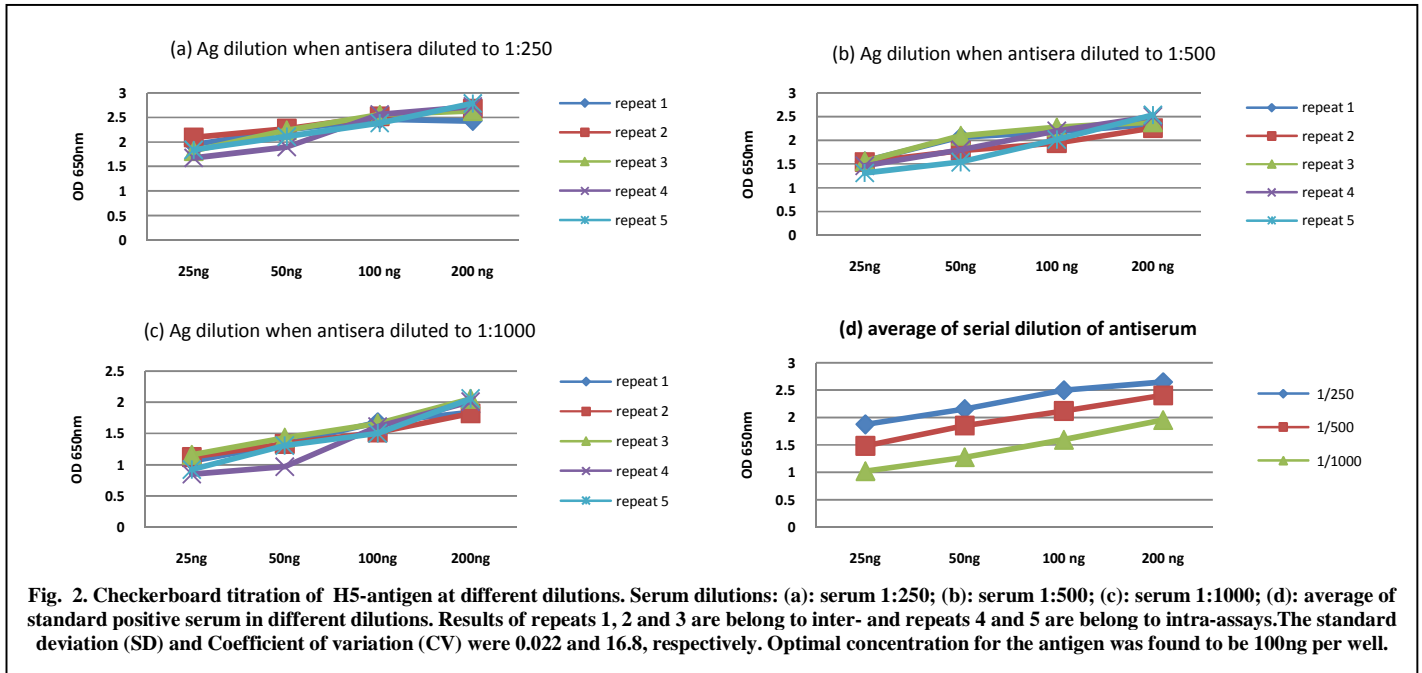 (a) Ag dilution when antisera diluted to 1:250
3
2.5
2
1.5
1
0.5
0
OD 650nm
25ng 50ng 100 ng 200 ng
repeat 1
repeat 2
repeat 3
repeat 4
repeat 5
(b) Ag dilution when antisera diluted to 1:500
3
2.5
2
1.5
1
0.5
0
OD 650nm
25ng 50ng 100 ng 200 ng
repeat 1
repeat 2
repeat 3
repeat 4
repeat 5
(c) Ag dilution when antisera diluted to 1:1000
2.5
2
1.5
1
0.5
0
OD 650nm
25ng 50ng 100ng 200ng
repeat 1
repeat 2
repeat 3
repeat 4
repeat 5
(d) average of serial dilution of antiserum
3
2.5
2
1.5
1
0.5
0
OD 650nm
25ng 50ng 100 ng 200 ng
1/250
1/500
1/1000
Fig. 2. Checkerboard titration of H5-antigen at different dilutions. Serum dilutions: (a): serum 1:250; (b): serum 1:500; (c): serum 1:1000; (d): average of
standard positive serum in different dilutions. Results of repeats 1, 2 and 3 are belong to inter- and repeats 4 and 5 are belong to intra-assays.The standard
deviation (SD) and Coefficient of variation (CV) were 0.022 and 16.8, respectively. Optimal concentration for the antigen was found to be 100ng per well.